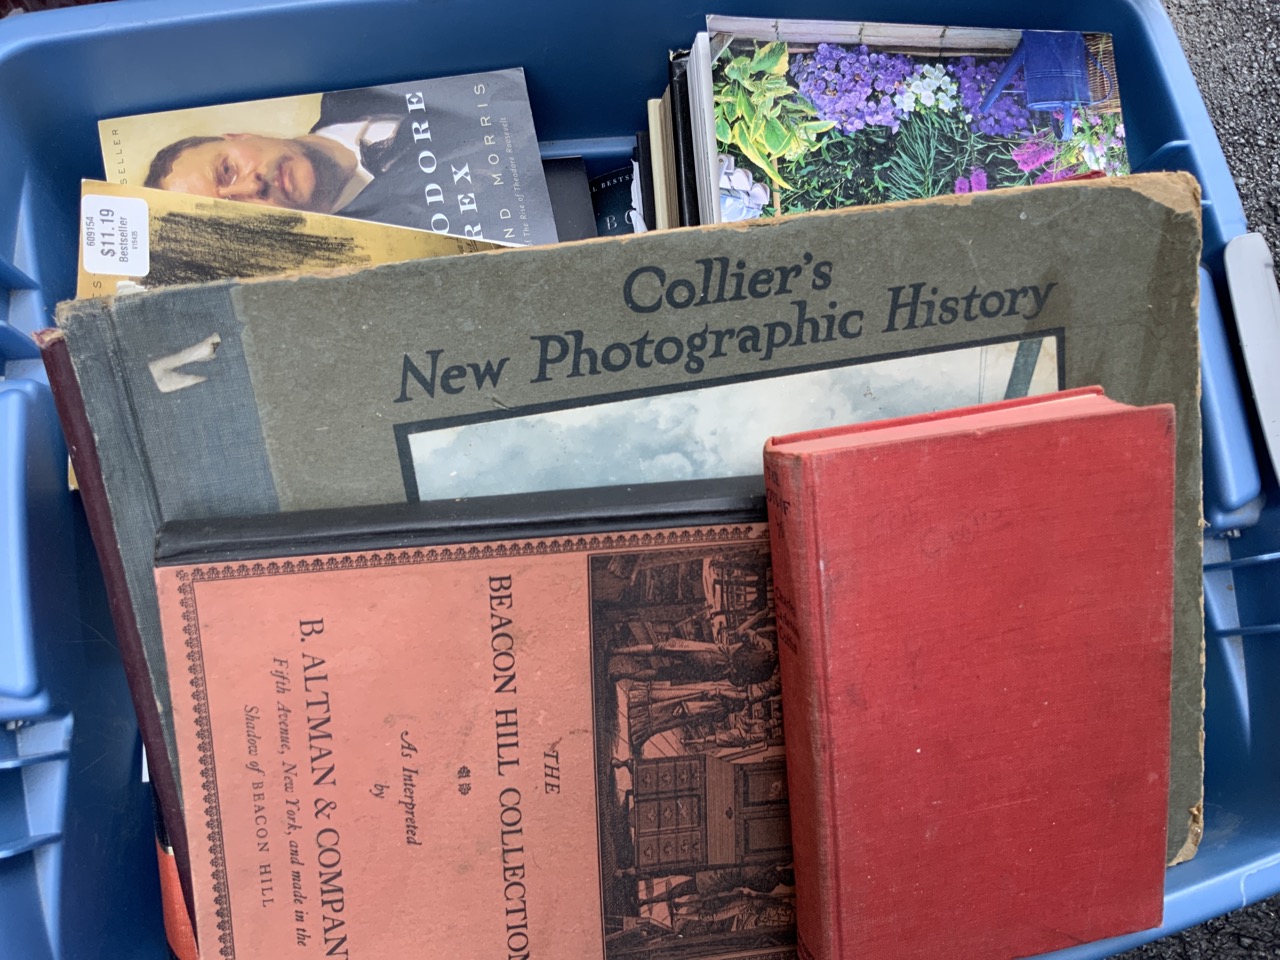 SELLER
ODORE
REX
ND MORRIS
The Rise of Theodore Roosevelt
609154
$11.19
Bestseller
Collier's
New Photographic History
THE
BEACON HILL COLLECTION
As Interpreted
by
B. ALTMAN & COMPAN
Fifth Avenue, New York, and made in the
Shadow of BEACON HILL